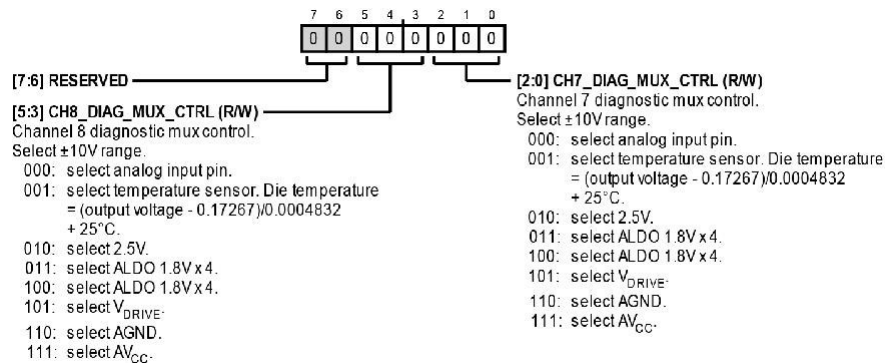 7 6 5 4 3 2 1 0
0 0 0 0 0 0 0 0
[7:6] RESERVED
[5:3] CH8_DIAG_MUX_CTRL (R/W)
Channel 8 diagnostic mux control.
Select ±10V range.
000: select analog input pin.
001: select temperature sensor. Die temperature
= (output voltage - 0.17267)/0.0004832
+ 25°C.
010: select 2.5V.
011: select ALDO 1.8V x 4.
100: select ALDO 1.8V x 4.
101: select VDRIVE.
110: select AGND.
111: select AVCC.
[2:0] CH7_DIAG_MUX_CTRL (R/W)
Channel 7 diagnostic mux control.
Select ±10V range.
000: select analog input pin.
001: select temperature sensor. Die temperature
= (output voltage - 0.17267)/0.0004832
+ 25°C.
010: select 2.5V.
011: select ALDO 1.8V x 4.
100: select ALDO 1.8V x 4.
101: select VDRIVE.
110: select AGND.
111: select AVCC.